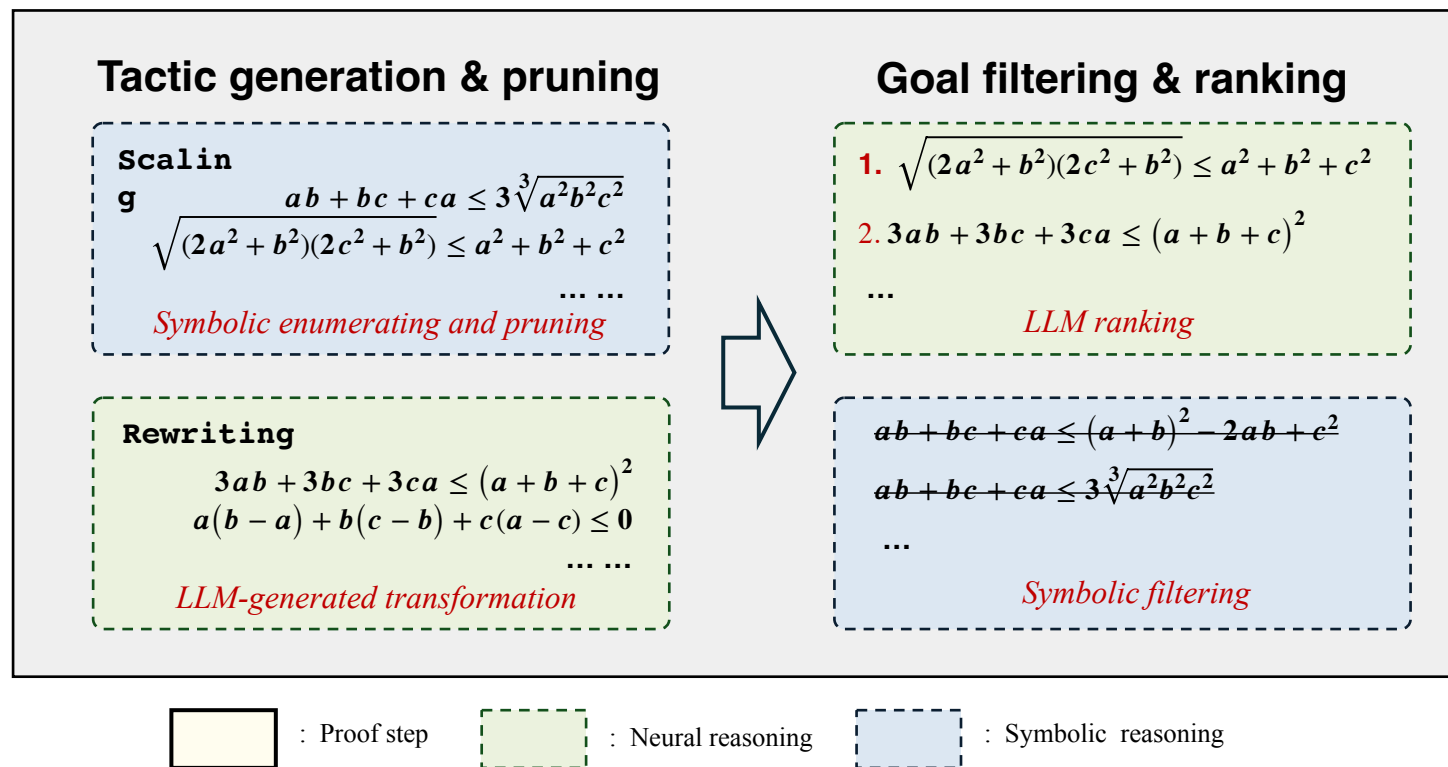 Tactic generation & pruning
Scalin
g
ab + bc + ca ≤ 3∛(a²b²c²)
√((2a² + b²)(2c² + b²)) ≤ a² + b² + c²
... ...
Symbolic enumerating and pruning
Rewriting
3ab + 3bc + 3ca ≤ (a + b + c)²
a(b − a) + b(c − b) + c(a − c) ≤ 0
... ...
LLM-generated transformation
Goal filtering & ranking
1. √((2a² + b²)(2c² + b²)) ≤ a² + b² + c²
2. 3ab + 3bc + 3ca ≤ (a + b + c)²
...
LLM ranking
ab + bc + ca ≤ (a + b)² − 2ab + c²
ab + bc + ca ≤ 3∛(a²b²c²)
...
Symbolic filtering
: Proof step
: Neural reasoning
: Symbolic reasoning